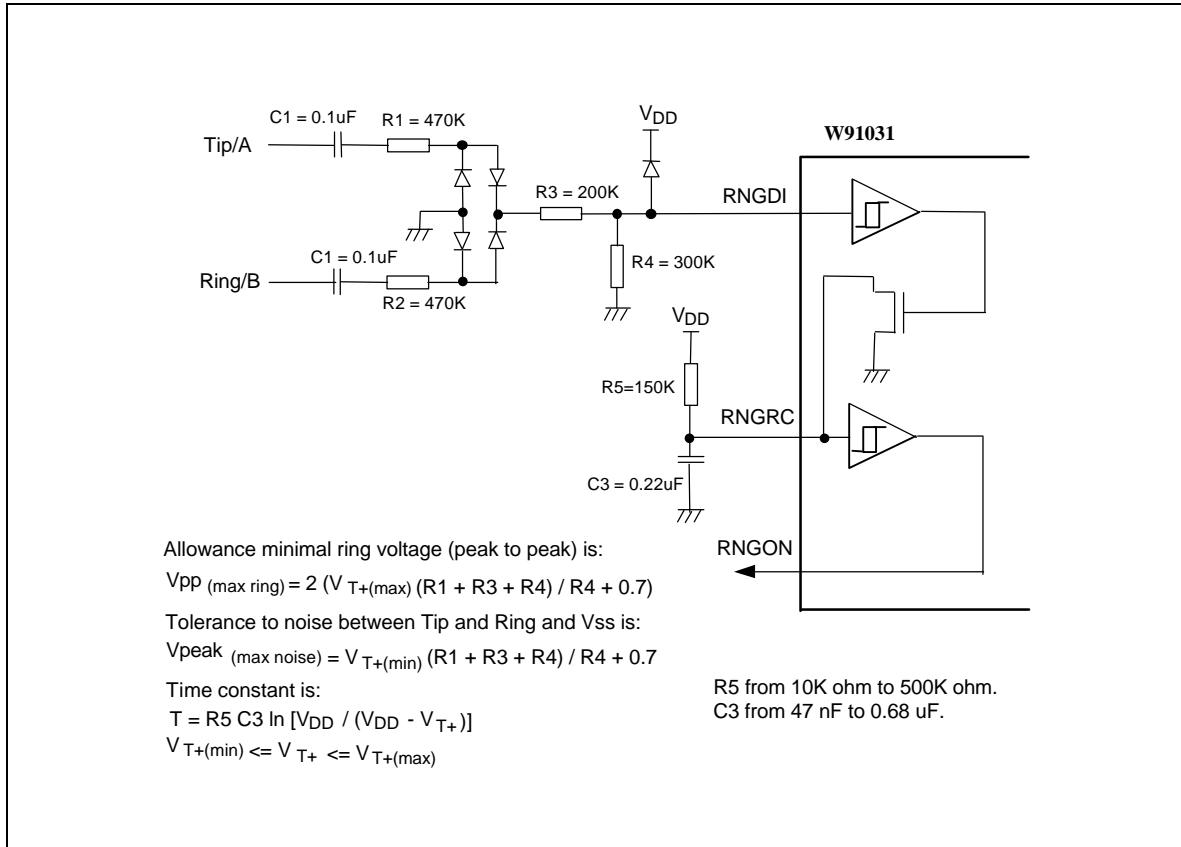 C1 = 0.1uF
R1 = 470K
Tip/A
VDD
W91031
R3 = 200K
RNGDI
C1 = 0.1uF
R4 = 300K
Ring/B
R2 = 470K
VDD
R5=150K
RNGRC
C3 = 0.22uF
RNGON
Allowance minimal ring voltage (peak to peak) is:
Vpp (max ring) = 2 (V T+(max) (R1 + R3 + R4) / R4 + 0.7)
Tolerance to noise between Tip and Ring and Vss is:
Vpeak (max noise) = V T+(min) (R1 + R3 + R4) / R4 + 0.7
Time constant is:
T = R5 C3 ln [VDD / (VDD - VT+)]
V T+(min) <= V T+ <= V T+(max)
R5 from 10K ohm to 500K ohm.
C3 from 47 nF to 0.68 uF.